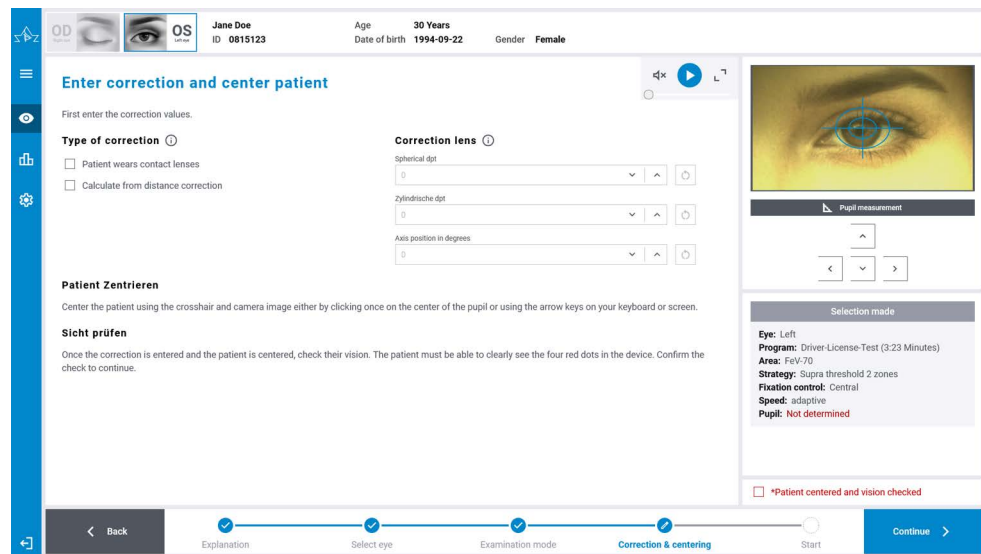 OD
OS
Left eye
Jane Doe
ID 0815123
Age 30 Years
Date of birth 1994-09-22
Gender Female
Enter correction and center patient
First enter the correction values.
Type of correction
Patient wears contact lenses
Calculate from distance correction
Correction lens
Spherical dpt
0
Zylindrische dpt
0
Axis position in degrees
0
Patient Zentrieren
Center the patient using the crosshair and camera image either by clicking once on the center of the pupil or using the arrow keys on your keyboard or screen.
Sicht prüfen
Once the correction is entered and the patient is centered, check their vision. The patient must be able to clearly see the four red dots in the device. Confirm the
check to continue.
Pupil measurement
Selection made
Eye: Left
Program: Driver-License-Test (3:23 Minutes)
Area: FeV-70
Strategy: Supra threshold 2 zones
Fixation control: Central
Speed: adaptive
Pupil: Not determined
*Patient centered and vision checked
Back
Explanation
Select eye
Examination mode
Correction & centering
Start
Continue